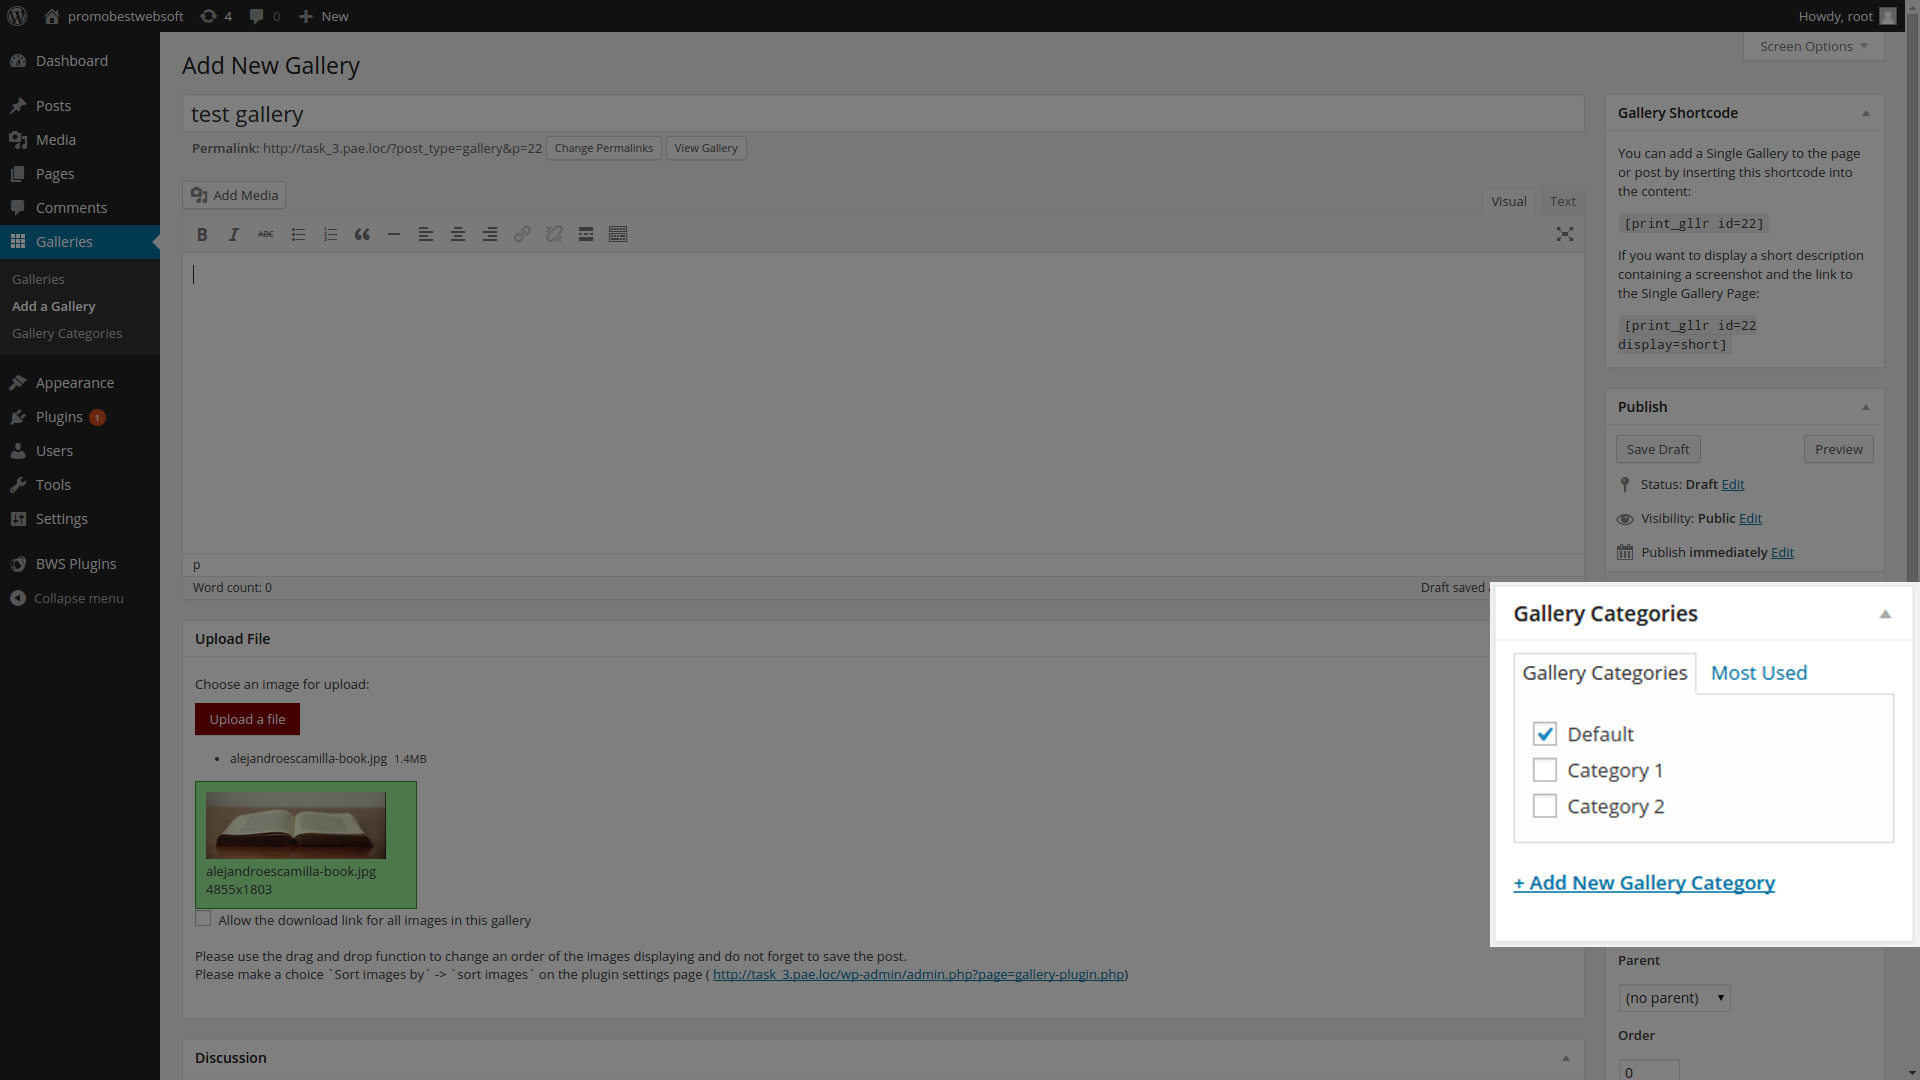 promobestwebsoft 4 0 New Howdy, root
Screen Options
Dashboard
Posts
Media
Pages
Comments
Galleries
Galleries
Add a Gallery
Gallery Categories
Appearance
Plugins 1
Users
Tools
Settings
BWS Plugins
Collapse menu
Add New Gallery
test gallery
Permalink: http://task_3.pae.loc/?post_type=gallery&p=22 Change Permalinks View Gallery
Add Media
Visual Text
B I ABC
p
Word count: 0 Draft saved
Upload File
Choose an image for upload:
Upload a file
• alejandroescamilla-book.jpg 1.4MB
alejandroescamilla-book.jpg
4855x1803
Allow the download link for all images in this gallery
Please use the drag and drop function to change an order of the images displaying and do not forget to save the post.
Please make a choice `Sort images by` -> `sort images` on the plugin settings page ( http://task_3.pae.loc/wp-admin/admin.php?page=gallery-plugin.php)
Discussion
Gallery Shortcode
You can add a Single Gallery to the page
or post by inserting this shortcode into
the content:
[print_gllr id=22]
If you want to display a short description
containing a screenshot and the link to
the Single Gallery Page:
[print_gllr id=22
display=short]
Publish
Save Draft Preview
Status: Draft Edit
Visibility: Public Edit
Publish immediately Edit
Gallery Categories
Gallery Categories Most Used
Default
Category 1
Category 2
+ Add New Gallery Category
Parent
(no parent)
Order
0